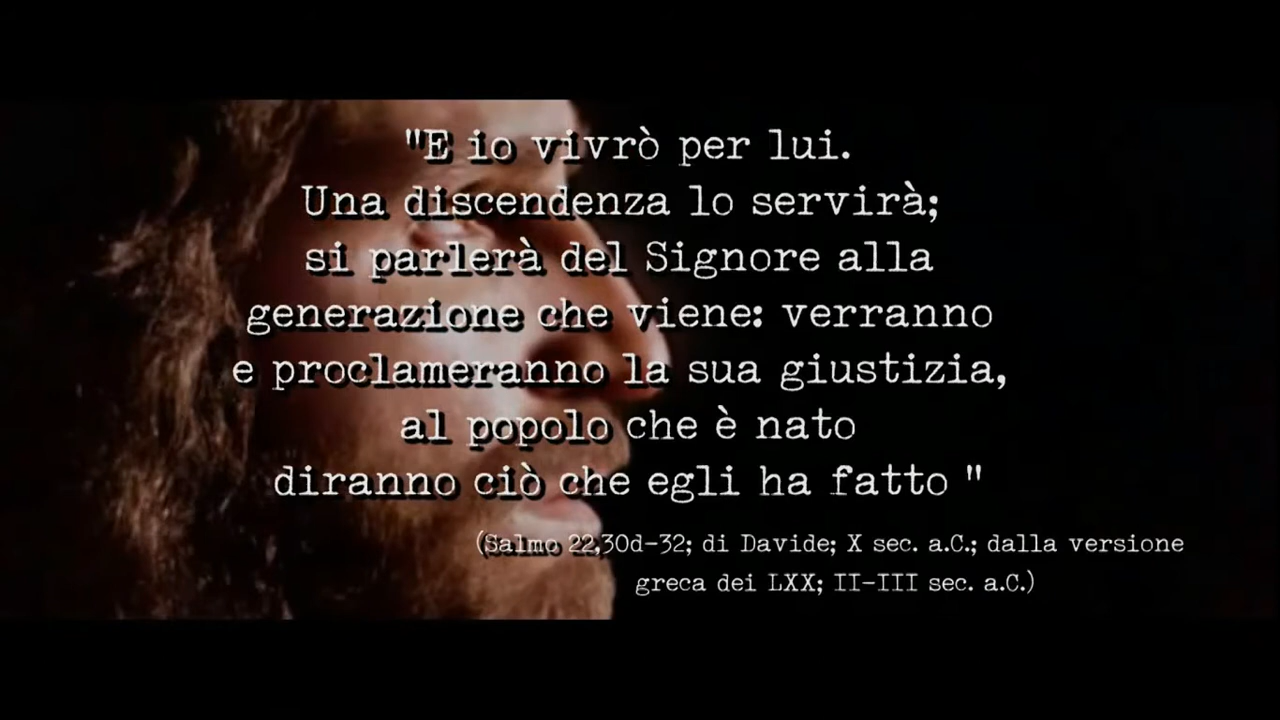 "E io vivrò per lui.
Una discendenza lo servirà;
si parlerà del Signore alla
generazione che viene: verranno
e proclameranno la sua giustizia,
al popolo che è nato
diranno ciò che egli ha fatto "
(Salmo 22,30d-32; di Davide; X sec. a.C.; dalla versione
greca dei LXX; II-III sec. a.C.)